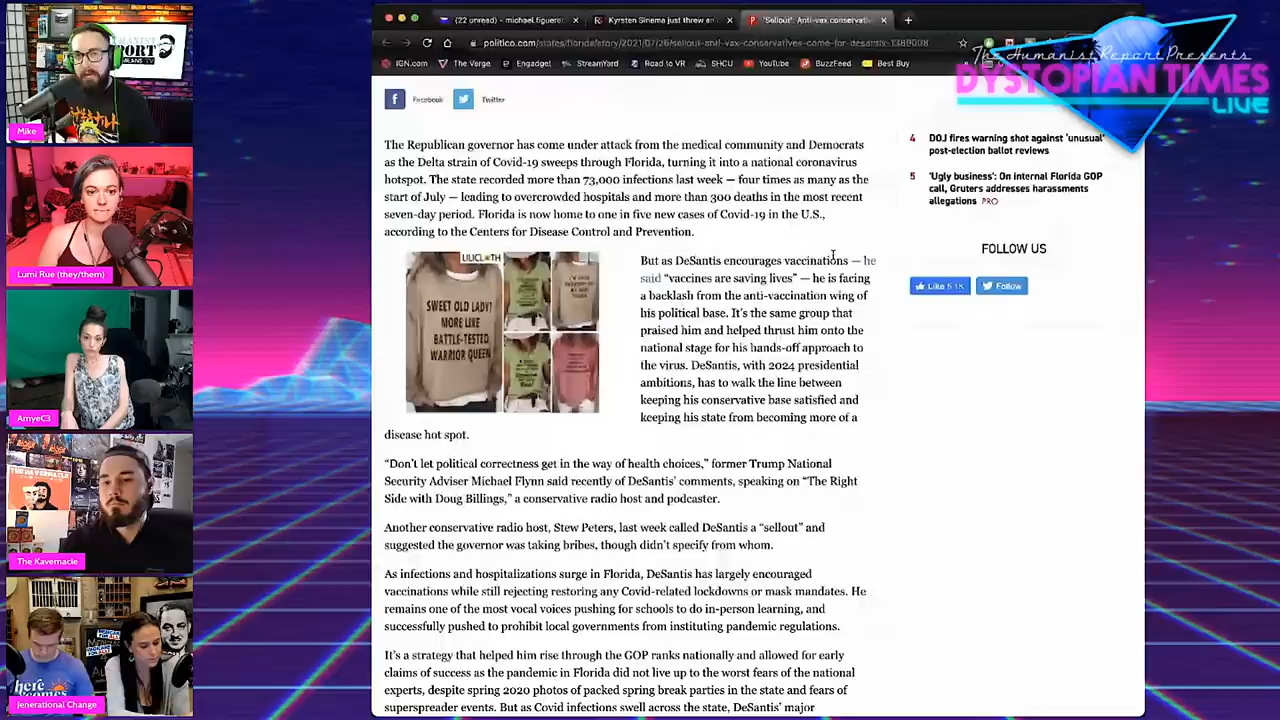 (22 unread) - michael.figuero
Kyrsten Sinema just threw an
'Sellout': Anti-vax conservati
politico.com/states/florida/story/2021/07/26/sellout-anti-vax-conservatives-come-for-desantis-1389008
IGN.com
The Verge
Engadget
StreamYard
Road to VR
SHCU
YouTube
BuzzFeed
Best Buy
The Humanist Report Presents
DYSTOPIAN TIMES
LIVE
Mike
Lumi Rue (they/them)
AmyeC3
The Kavernacle
Jenerational Change
Facebook
Twitter
The Republican governor has come under attack from the medical community and Democrats
as the Delta strain of Covid-19 sweeps through Florida, turning it into a national coronavirus
hotspot. The state recorded more than 73,000 infections last week — four times as many as the
start of July — leading to overcrowded hospitals and more than 300 deaths in the most recent
seven-day period. Florida is now home to one in five new cases of Covid-19 in the U.S.,
according to the Centers for Disease Control and Prevention.
LILICLOTH
SWEET OLD LADY?
MORE LIKE
BATTLE-TESTED
WARRIOR QUEEN
But as DeSantis encourages vaccinations — he
said “vaccines are saving lives” — he is facing
a backlash from the anti-vaccination wing of
his political base. It’s the same group that
praised him and helped thrust him onto the
national stage for his hands-off approach to
the virus. DeSantis, with 2024 presidential
ambitions, has to walk the line between
keeping his conservative base satisfied and
keeping his state from becoming more of a
disease hot spot.
“Don’t let political correctness get in the way of health choices,” former Trump National
Security Adviser Michael Flynn said recently of DeSantis’ comments, speaking on “The Right
Side with Doug Billings,” a conservative radio host and podcaster.
Another conservative radio host, Stew Peters, last week called DeSantis a “sellout” and
suggested the governor was taking bribes, though didn’t specify from whom.
As infections and hospitalizations surge in Florida, DeSantis has largely encouraged
vaccinations while still rejecting restoring any Covid-related lockdowns or mask mandates. He
remains one of the most vocal voices pushing for schools to do in-person learning, and
successfully pushed to prohibit local governments from instituting pandemic regulations.
It’s a strategy that helped him rise through the GOP ranks nationally and allowed for early
claims of success as the pandemic in Florida did not live up to the worst fears of the national
experts, despite spring 2020 photos of packed spring break parties in the state and fears of
superspreader events. But as Covid infections swell across the state, DeSantis’ major
4 DOJ fires warning shot against ‘unusual’
post-election ballot reviews
5 ‘Ugly business’: On internal Florida GOP
call, Gruters addresses harassments
allegations PRO
FOLLOW US
Like 5.1K
Follow
here
comes